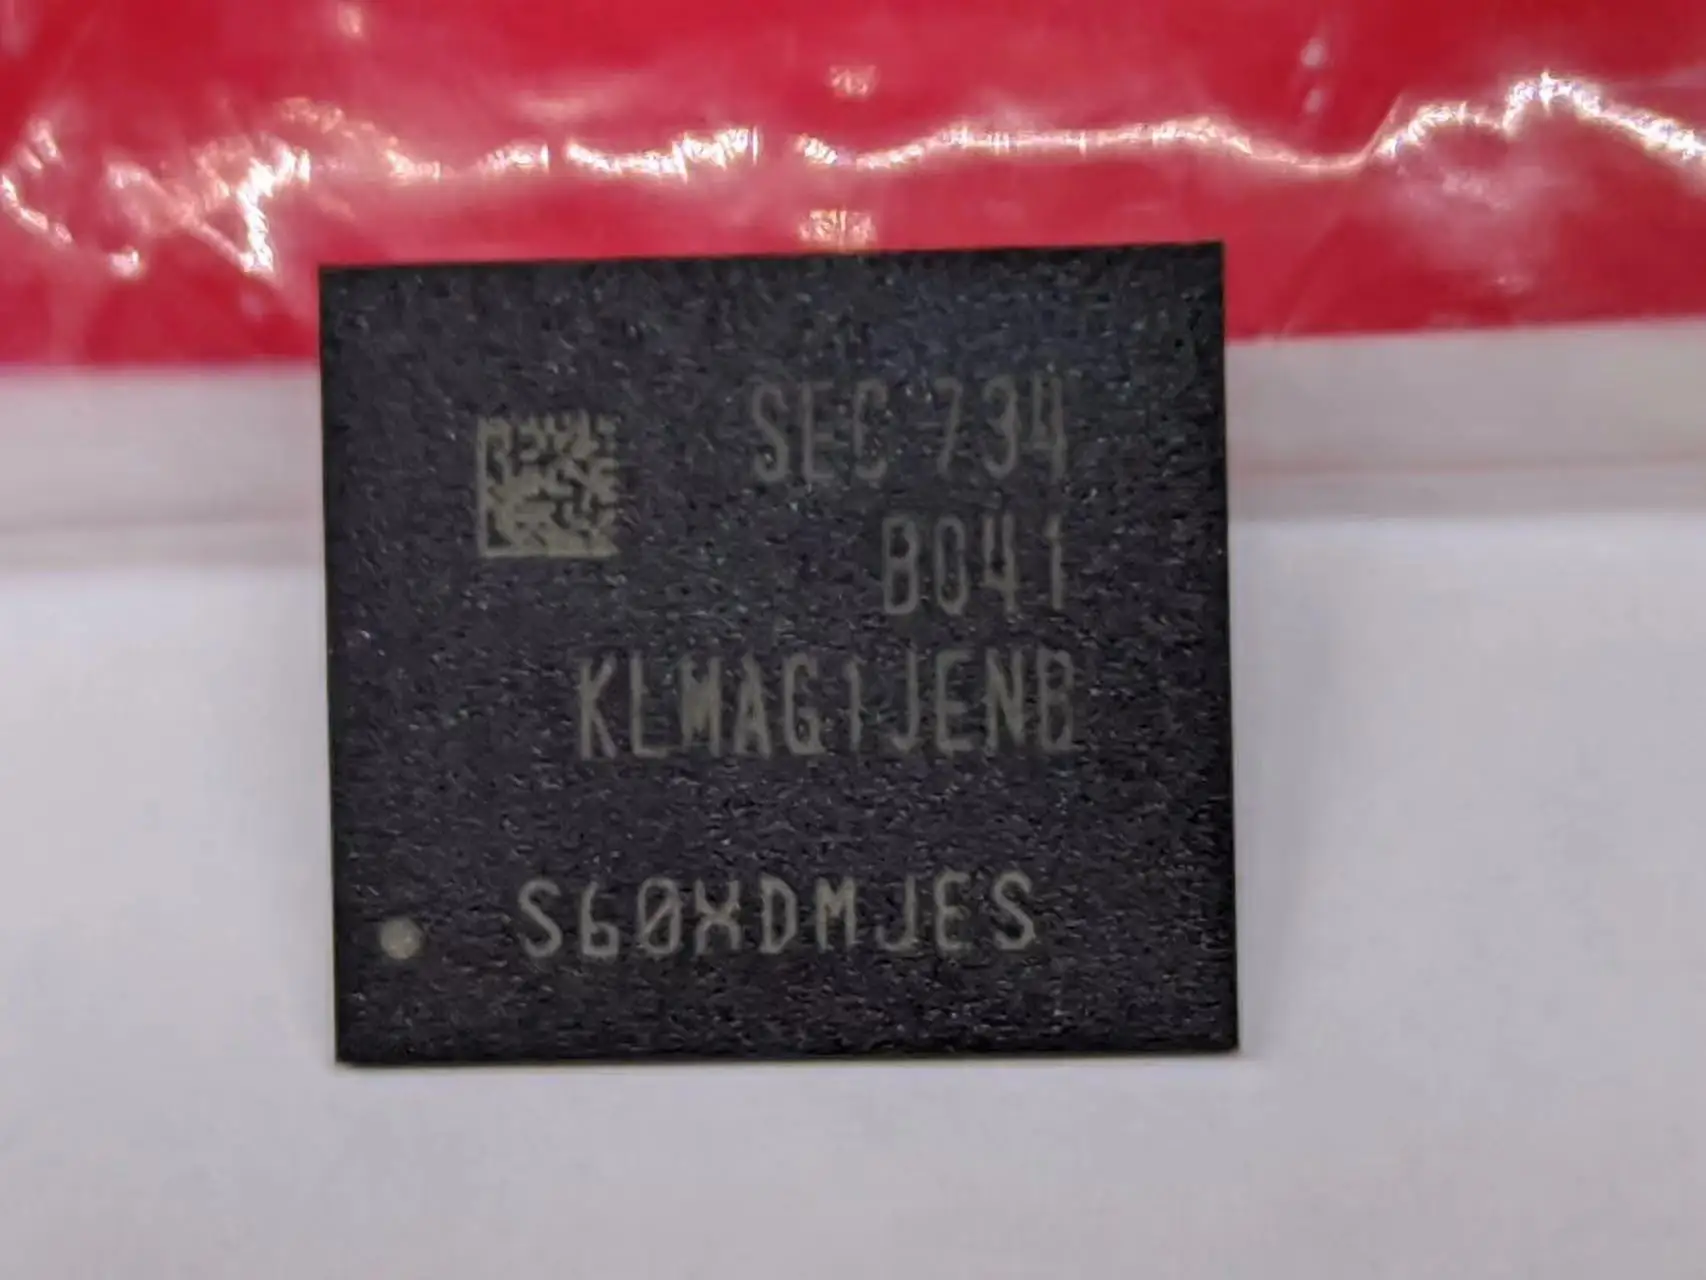 SEC 734
B041
KLMAG1JENB
S60XDMJES